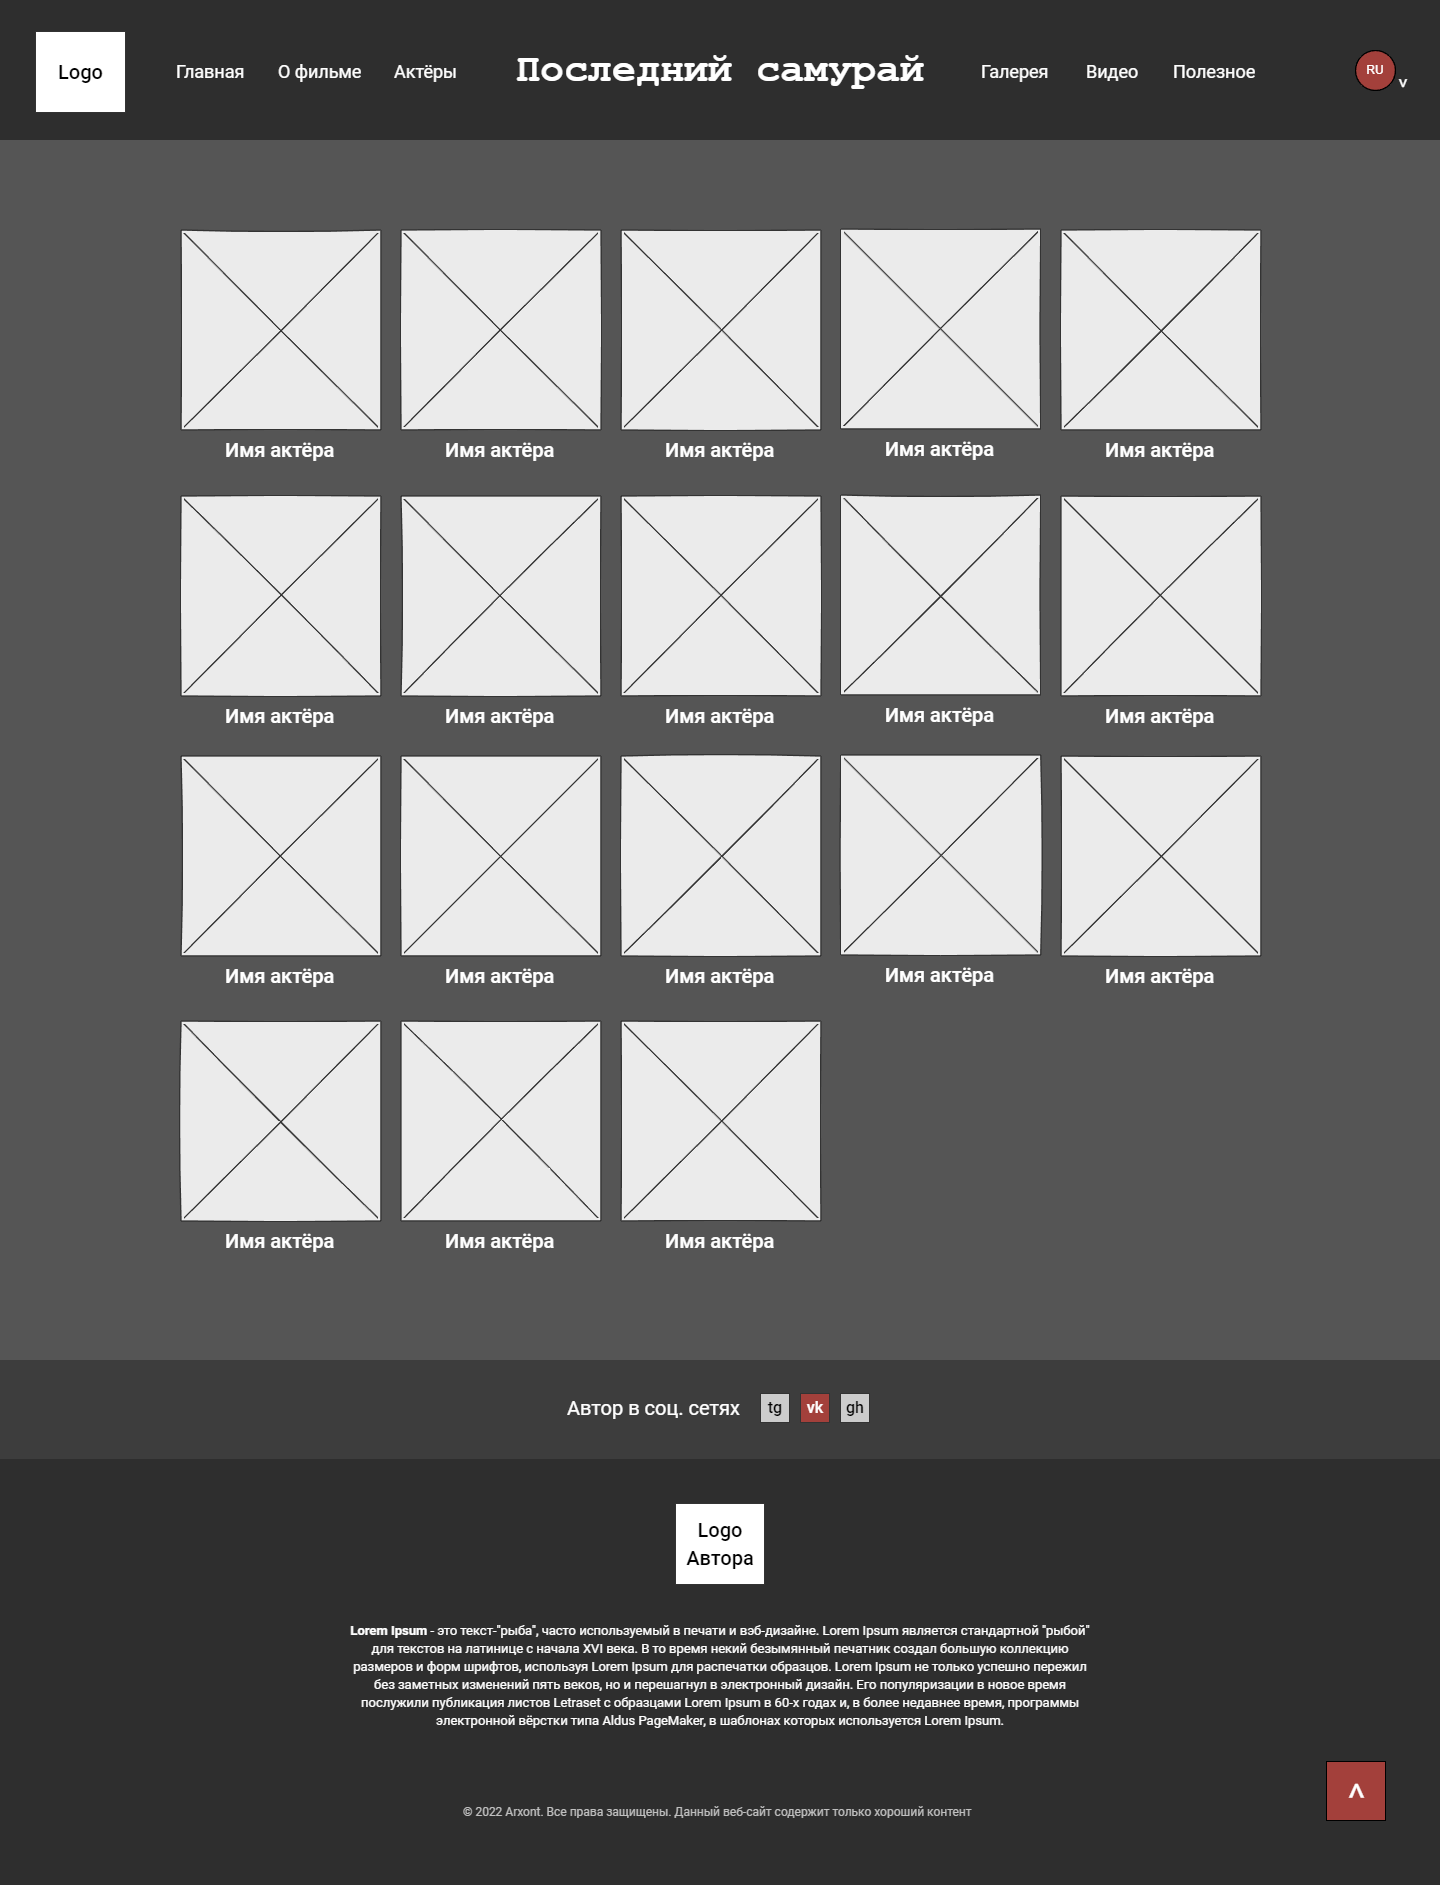 Logo
Главная О фильме Актёры Последний самурай Галерея Видео Полезное RU v
Имя актёра Имя актёра Имя актёра Имя актёра Имя актёра
Имя актёра Имя актёра Имя актёра Имя актёра Имя актёра
Имя актёра Имя актёра Имя актёра Имя актёра Имя актёра
Имя актёра Имя актёра Имя актёра
Автор в соц. сетях tg vk gh
Logo
Автора
Lorem Ipsum - это текст-"рыба", часто используемый в печати и вэб-дизайне. Lorem Ipsum является стандартной "рыбой"
для текстов на латинице с начала XVI века. В то время некий безымянный печатник создал большую коллекцию
размеров и форм шрифтов, используя Lorem Ipsum для распечатки образцов. Lorem Ipsum не только успешно пережил
без заметных изменений пять веков, но и перешагнул в электронный дизайн. Его популяризации в новое время
послужили публикация листов Letraset с образцами Lorem Ipsum в 60-х годах и, в более недавнее время, программы
электронной вёрстки типа Aldus PageMaker, в шаблонах которых используется Lorem Ipsum.
© 2022 Arxont. Все права защищены. Данный веб-сайт содержит только хороший контент